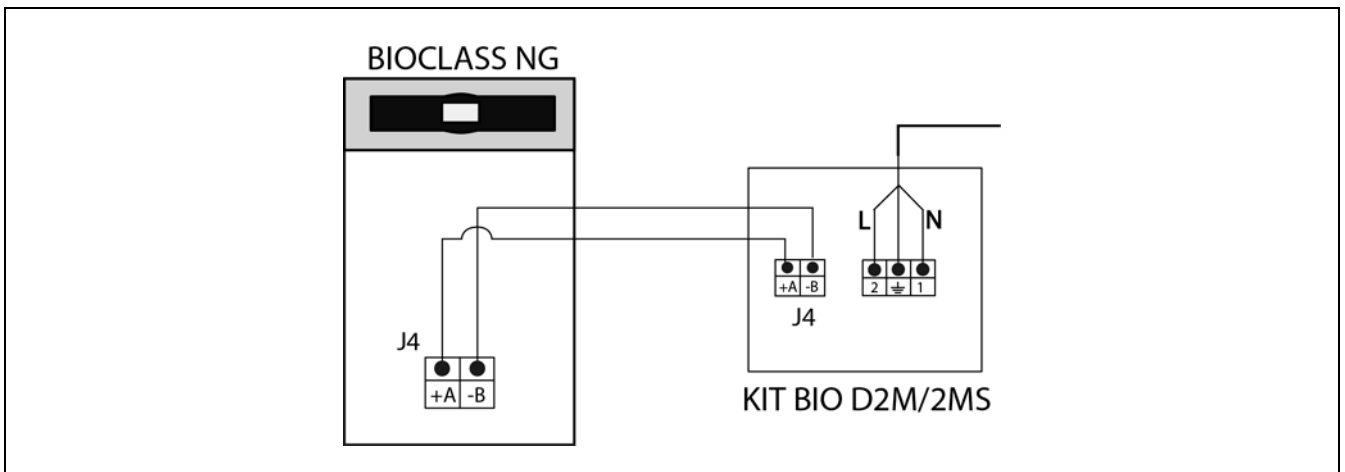 BIOCLASS NG
L N
+A -B
2 ⏚ 1
J4
J4
+A -B
KIT BIO D2M/2MS